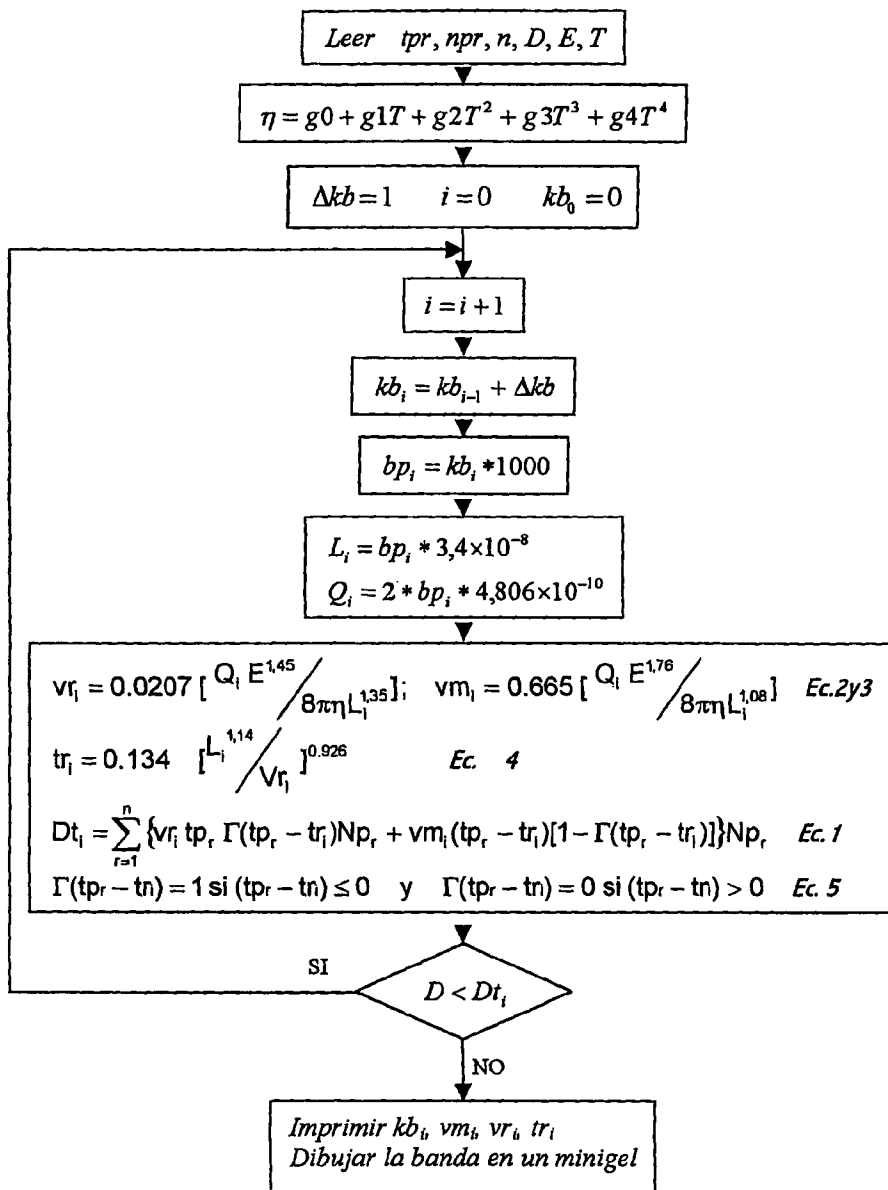 Leer tpr, npr, n, D, E, T
η = g0 + g1T + g2T² + g3T³ + g4T⁴
Δkb = 1 i = 0 kb₀ = 0
i = i + 1
kbᵢ = kbᵢ₋₁ + Δkb
bpᵢ = kbᵢ * 1000
Lᵢ = bpᵢ * 3,4×10⁻⁸
Qᵢ = 2 * bpᵢ * 4,806×10⁻¹⁰
vrᵢ = 0.0207 [ Qᵢ E^1,45 / 8πηLᵢ^1,35 ]; vmᵢ = 0.665 [ Qᵢ E^1,76 / 8πηLᵢ^1,08 ] Ec.2y3
trᵢ = 0.134 [ Lᵢ^1,14 / Vrᵢ ]^0.926 Ec. 4
Dtᵢ = Σ_{r=1}^{n} {vrᵢ tpᵣ Γ(tpᵣ – trᵢ)Npᵣ + vmᵢ(tpᵣ – trᵢ)[1 – Γ(tpᵣ – trᵢ)]}Npᵣ Ec. 1
Γ(tpᵣ – tn) = 1 si (tpᵣ – tn) ≤ 0 y Γ(tpᵣ – tn) = 0 si (tpᵣ – tn) > 0 Ec. 5
SI
D < Dtᵢ
NO
Imprimir kbᵢ, vmᵢ, vrᵢ, trᵢ
Dibujar la banda en un minigel